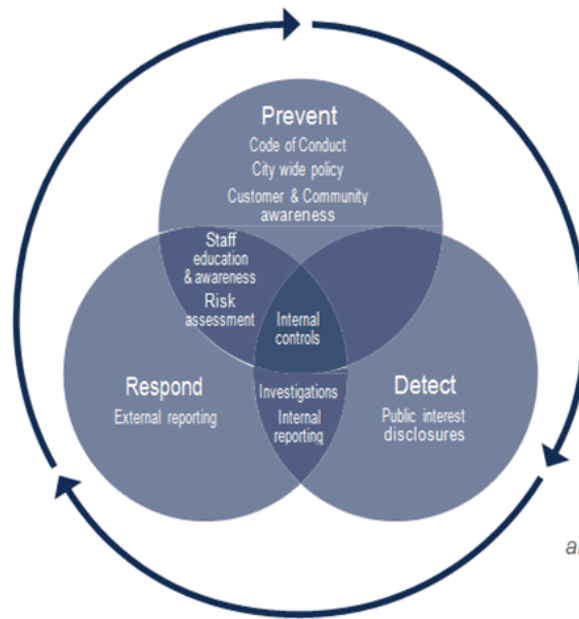 Prevent
Code of Conduct
City wide policy
Customer & Community
awareness
Staff
education
& awareness
Risk
assessment
Internal
controls
Respond
External reporting
Investigations
Internal
reporting
Detect
Public interest
disclosures